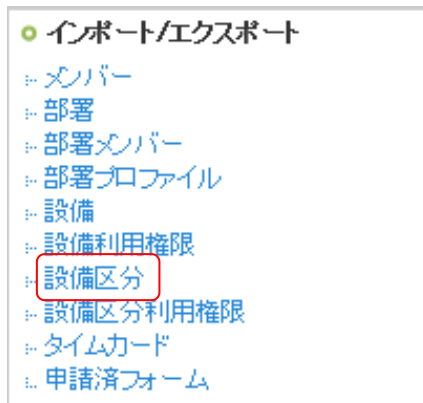 インポート/エクスポート
メンバー
部署
部署メンバー
部署プロファイル
設備
設備利用権限
設備区分
設備区分利用権限
タイムカード
申請済フォーム